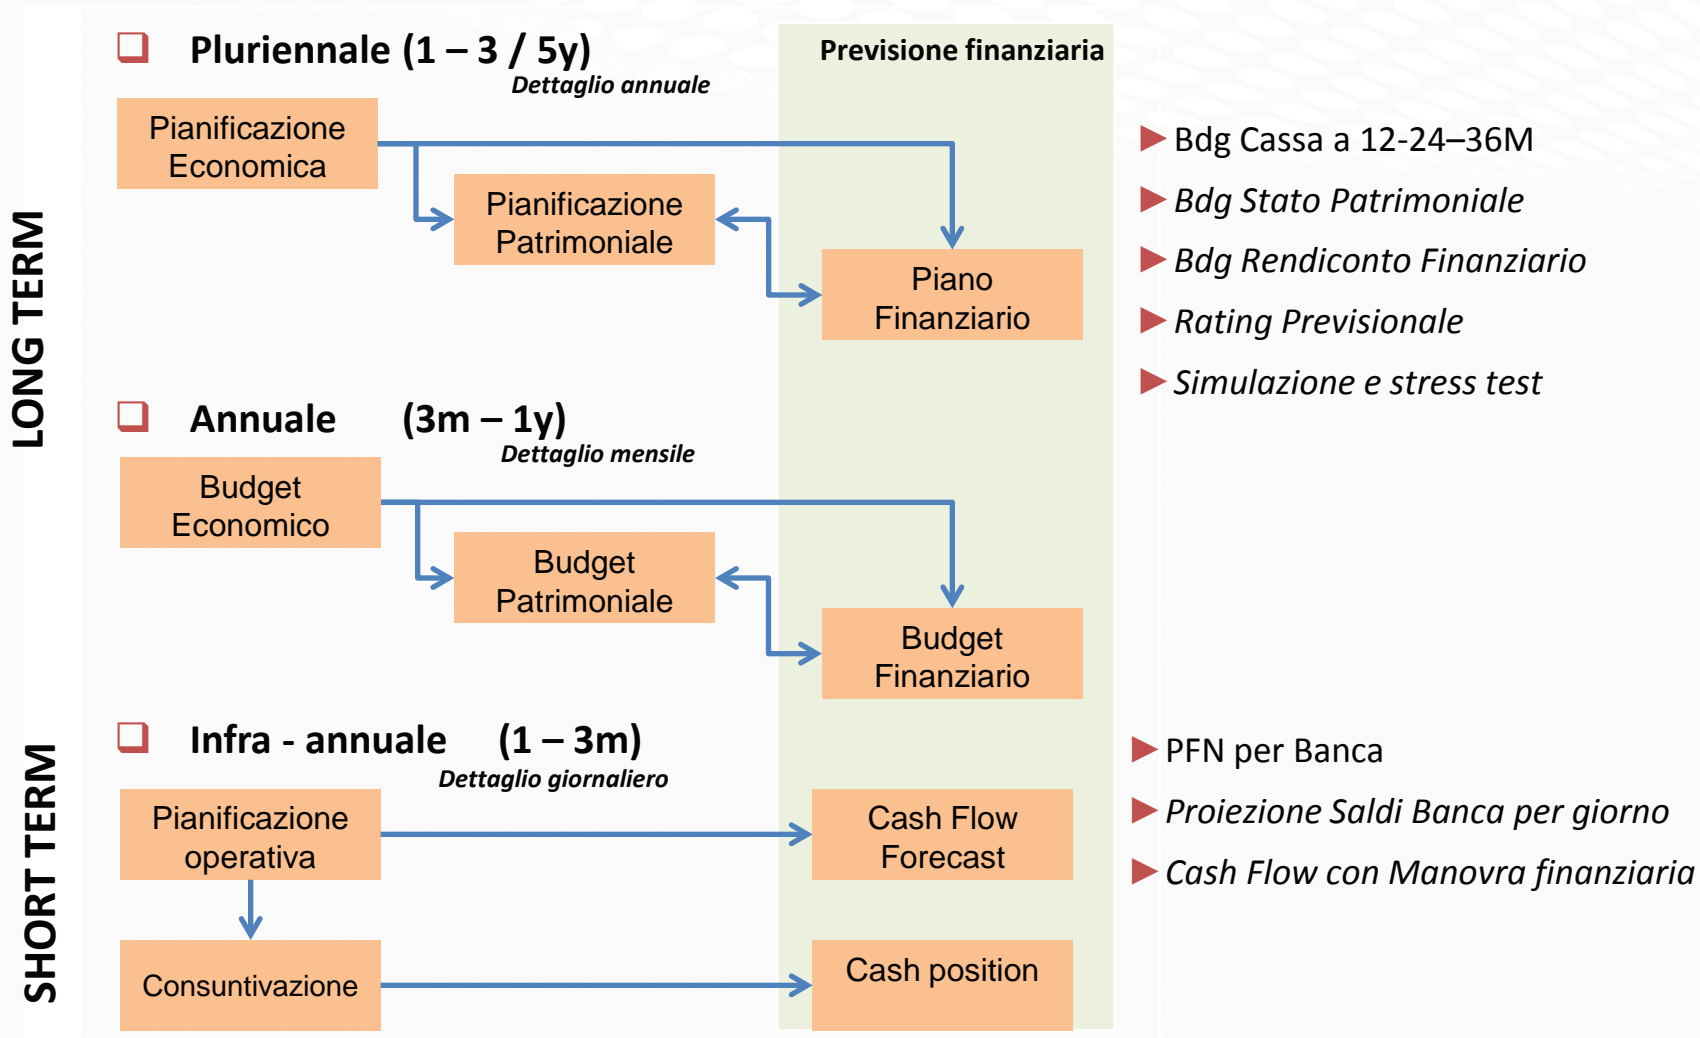 LONG TERM
Pluriennale (1 – 3 / 5y)
Dettaglio annuale
Previsione finanziaria
Pianificazione
Economica
Pianificazione
Patrimoniale
Piano
Finanziario
Bdg Cassa a 12-24–36M
Bdg Stato Patrimoniale
Bdg Rendiconto Finanziario
Rating Previsionale
Simulazione e stress test
Annuale (3m – 1y)
Dettaglio mensile
Budget
Economico
Budget
Patrimoniale
Budget
Finanziario
SHORT TERM
Infra - annuale (1 – 3m)
Dettaglio giornaliero
Pianificazione
operativa
Cash Flow
Forecast
Consuntivazione
Cash position
PFN per Banca
Proiezione Saldi Banca per giorno
Cash Flow con Manovra finanziaria